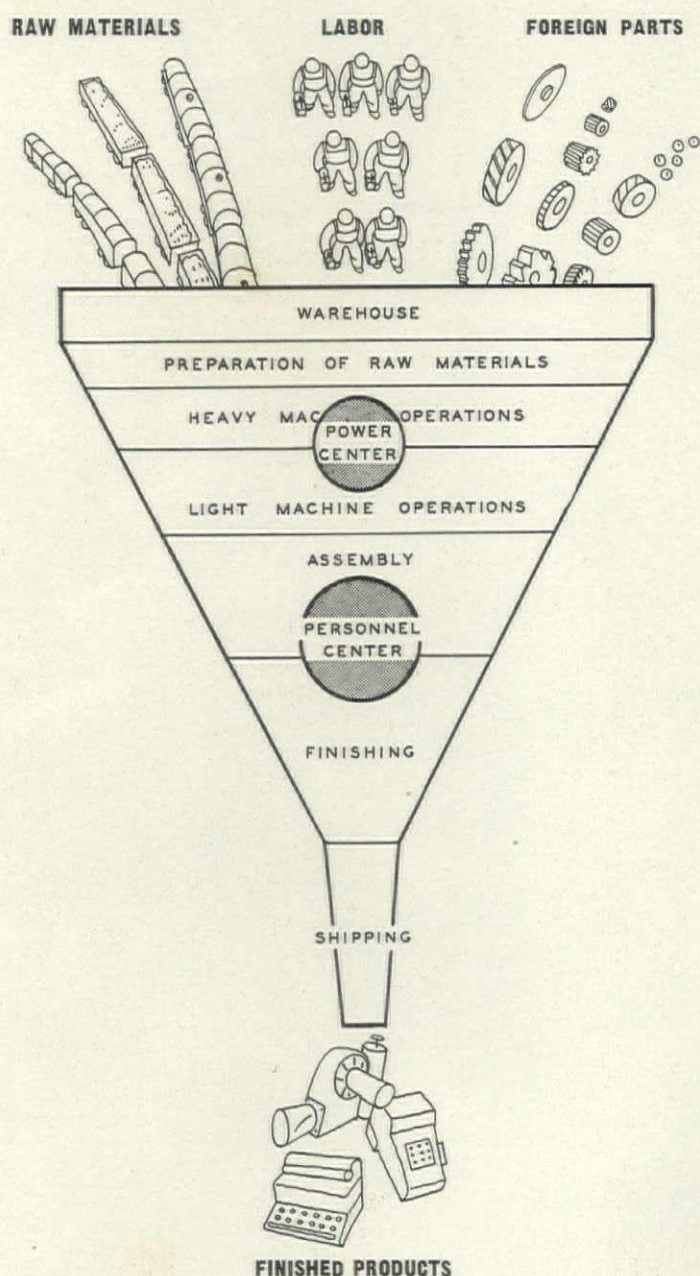 RAW MATERIALS
LABOR
FOREIGN PARTS
WAREHOUSE
PREPARATION OF RAW MATERIALS
HEAVY MAC OPERATIONS
POWER
CENTER
LIGHT MACHINE OPERATIONS
ASSEMBLY
PERSONNEL
CENTER
FINISHING
SHIPPING
FINISHED PRODUCTS